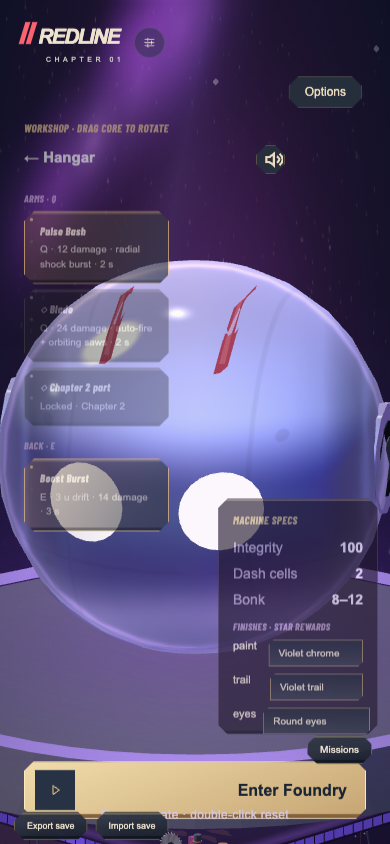 REDLINE
CHAPTER 01
Options
WORKSHOP · DRAG CORE TO ROTATE
← Hangar
ARMS · Q
Pulse Bash
Q · 12 damage · radial
shock burst · 2 s
◇ Blade
Q · 24 damage · auto-fire
+ orbiting saws · 2 s
◇ Chapter 2 part
Locked · Chapter 2
BACK · E
Boost Burst
E · 3 u drift · 14 damage
· 3 s
MACHINE SPECS
Integrity 100
Dash cells 2
Bonk 8–12
FINISHES · STAR REWARDS
paint Violet chrome
trail Violet trail
eyes Round eyes
Missions
Enter Foundry
double-click reset
Export save
Import save